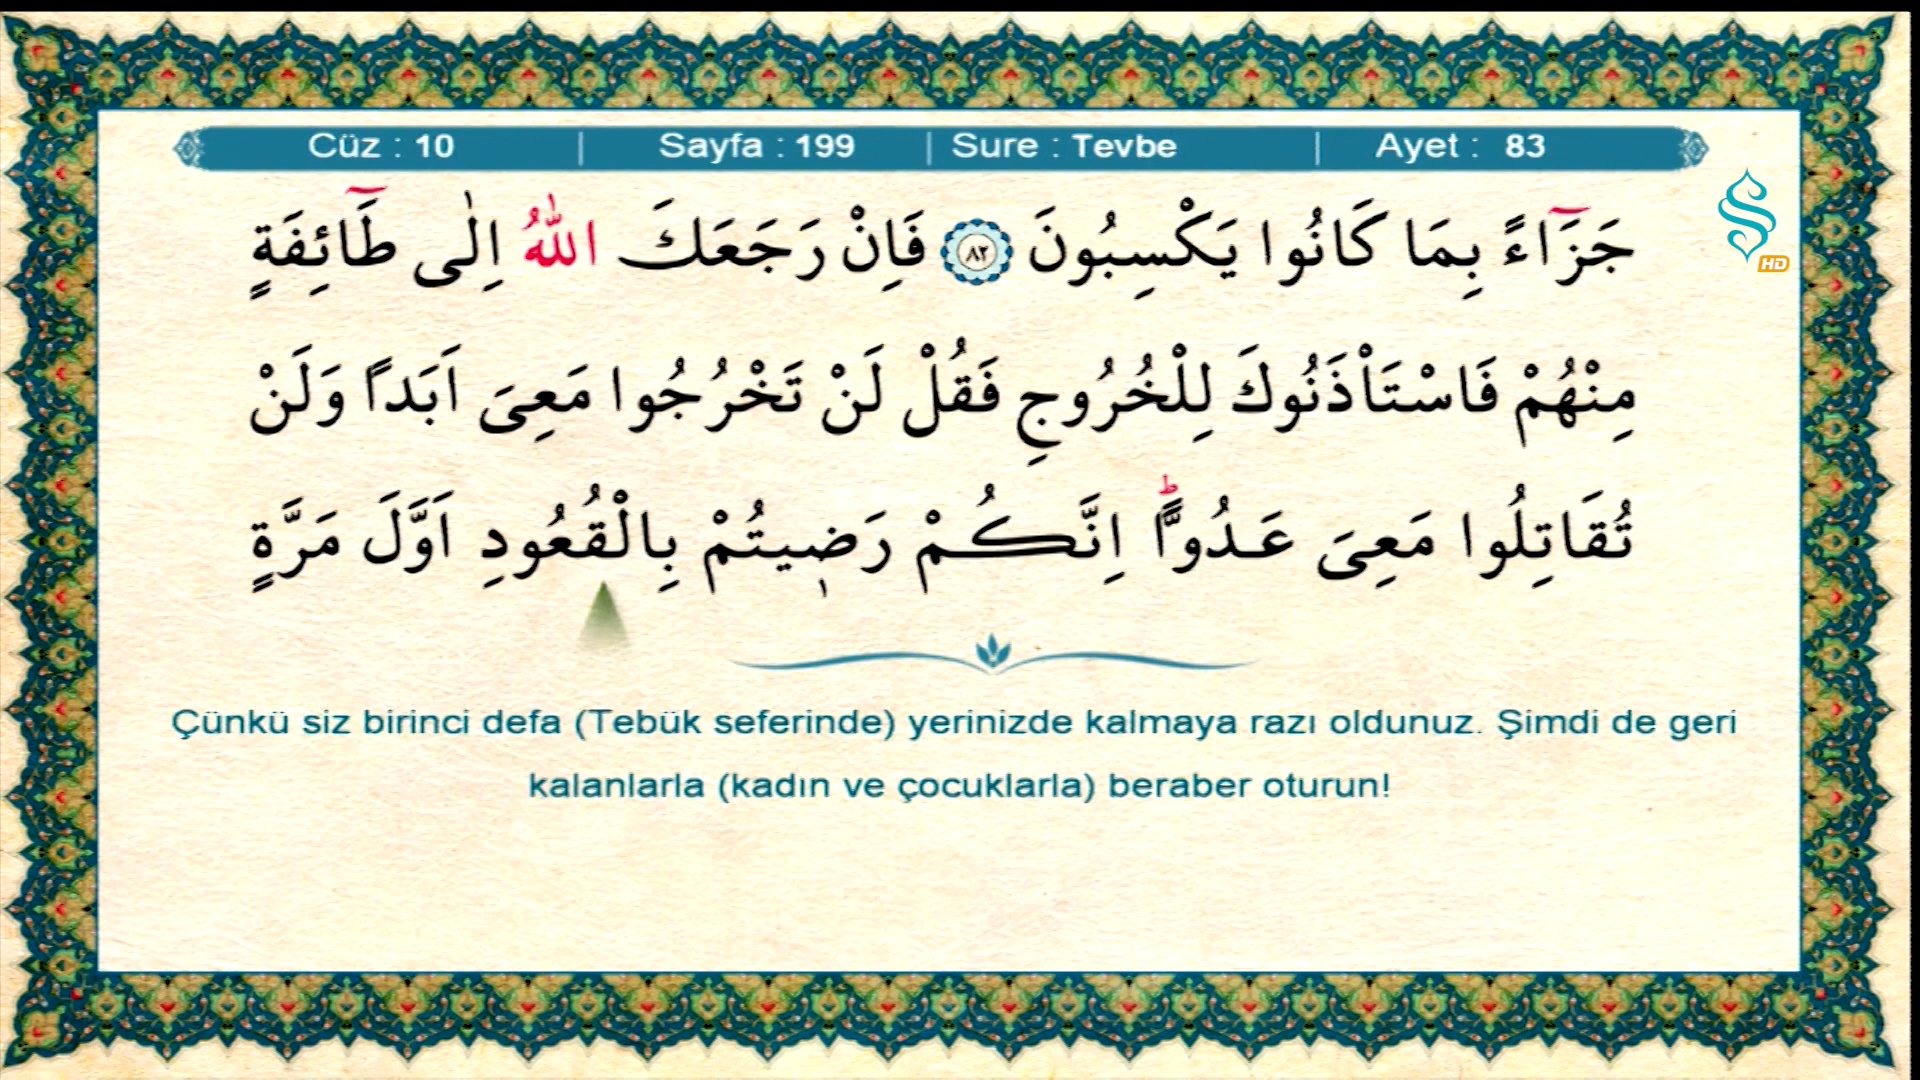 Cüz : 10 | Sayfa : 199 | Sure : Tevbe | Ayet : 83
جَزَٓاءً بِمَا كَانُوا يَكْسِبُونَ ﴿٨٢﴾ فَاِنْ رَجَعَكَ اللّٰهُ اِلٰى طَٓائِفَةٍ
مِنْهُمْ فَاسْتَأْذَنُوكَ لِلْخُرُوجِ فَقُلْ لَنْ تَخْرُجُوا مَعِىَ اَبَداً وَلَنْ
تُقَاتِلُوا مَعِىَ عَدُوًّاۜ اِنَّكُمْ رَضٖيتُمْ بِالْقُعُودِ اَوَّلَ مَرَّةٍ
Çünkü siz birinci defa (Tebük seferinde) yerinizde kalmaya razı oldunuz. Şimdi de geri
kalanlarla (kadın ve çocuklarla) beraber oturun!
HD